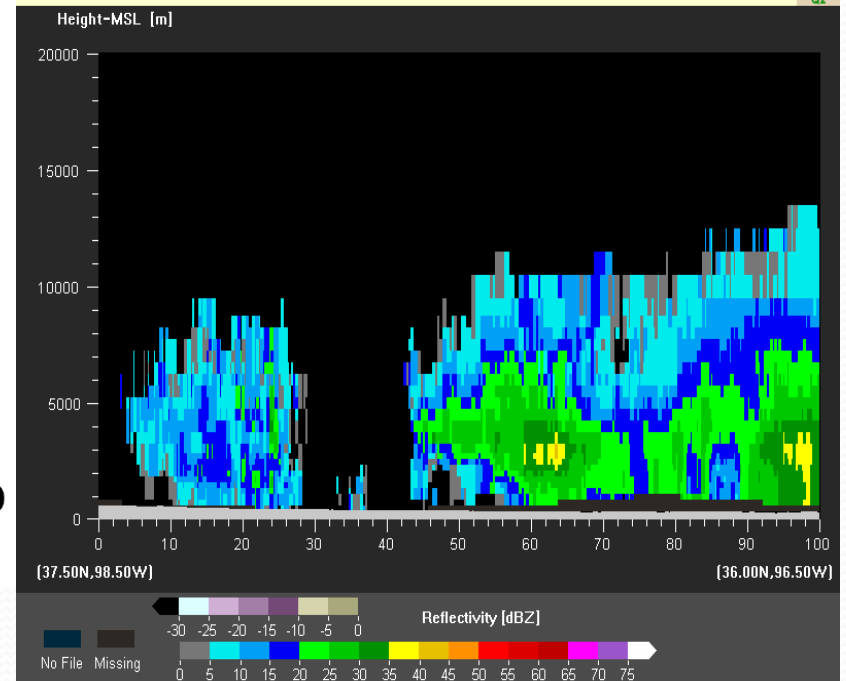 Q2
Height-MSL [m]
20000
15000
10000
5000
0
0 10 20 30 40 50 60 70 80 90 100
(37.50N,98.50W) (36.00N,96.50W)
Reflectivity [dBZ]
-30 -25 -20 -15 -10 -5 0
No File Missing
0 5 10 15 20 25 30 35 40 45 50 55 60 65 70 75